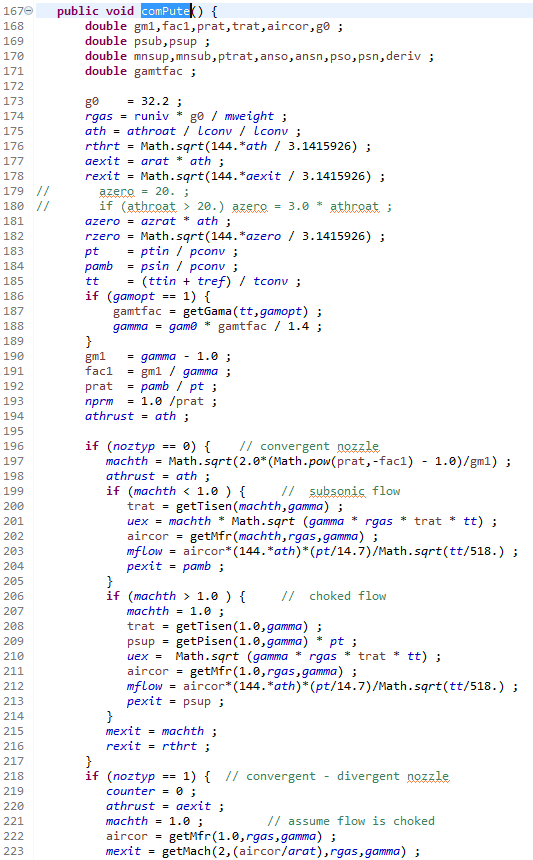 167 public void comPute() {
168 double gm1,fac1,prat,trat,aircor,g0 ;
169 double psub,psup ;
170 double mnsup,mnsub,ptrat,anso,ansn,pso,psn,deriv ;
171 double gamtfac ;
172
173 g0 = 32.2 ;
174 rgas = runiv * g0 / mweight ;
175 ath = athroat / lconv / lconv ;
176 rthrt = Math.sqrt(144.*ath / 3.1415926) ;
177 aexit = arat * ath ;
178 rexit = Math.sqrt(144.*aexit / 3.1415926) ;
179 // azero = 20. ;
180 // if (athroat > 20.) azero = 3.0 * athroat ;
181 azero = azrat * ath ;
182 rzero = Math.sqrt(144.*azero / 3.1415926) ;
183 pt = ptin / pconv ;
184 pamb = psin / pconv ;
185 tt = (ttin + tref) / tconv ;
186 if (gamopt == 1) {
187 gamtfac = getGama(tt,gamopt) ;
188 gamma = gam0 * gamtfac / 1.4 ;
189 }
190 gm1 = gamma - 1.0 ;
191 fac1 = gm1 / gamma ;
192 prat = pamb / pt ;
193 nprm = 1.0 /prat ;
194 athrust = ath ;
195
196 if (noztyp == 0) { // convergent nozzle
197 machth = Math.sqrt(2.0*(Math.pow(prat,-fac1) - 1.0)/gm1) ;
198 athrust = ath ;
199 if (machth < 1.0 ) { // subsonic flow
200 trat = getTisen(machth,gamma) ;
201 uex = machth * Math.sqrt (gamma * rgas * trat * tt) ;
202 aircor = getMfr(machth,rgas,gamma) ;
203 mflow = aircor*(144.*ath)*(pt/14.7)/Math.sqrt(tt/518.) ;
204 pexit = pamb ;
205 }
206 if (machth > 1.0 ) { // choked flow
207 machth = 1.0 ;
208 trat = getTisen(1.0,gamma) ;
209 psup = getPisen(1.0,gamma) * pt ;
210 uex = Math.sqrt (gamma * rgas * trat * tt) ;
211 aircor = getMfr(1.0,rgas,gamma) ;
212 mflow = aircor*(144.*ath)*(pt/14.7)/Math.sqrt(tt/518.) ;
213 pexit = psup ;
214 }
215 mexit = machth ;
216 rexit = rthrt ;
217 }
218 if (noztyp == 1) { // convergent - divergent nozzle
219 counter = 0 ;
220 athrust = aexit ;
221 machth = 1.0 ; // assume flow is choked
222 aircor = getMfr(1.0,rgas,gamma) ;
223 mexit = getMach(2,(aircor/arat),rgas,gamma) ;